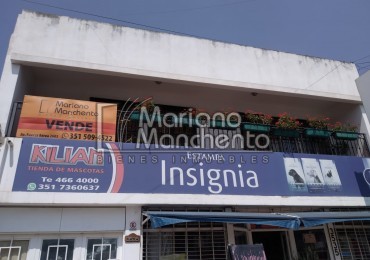 Mariano
Manchento
VENDE
351 509
Mariano
Manchento
BIENES INMUEBLES
KILIAN
TIENDA DE MASCOTAS
Te 466 4000
351 7360637
ESTAMPA
Insignia